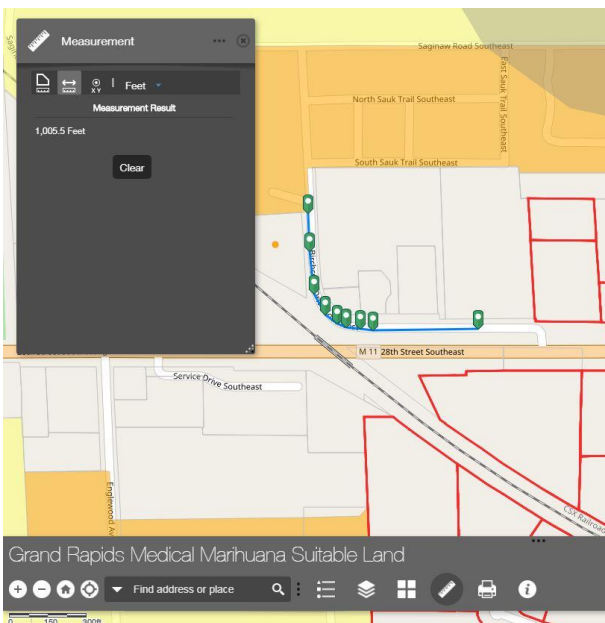 Measurement
X Y
Feet
Measurement Result
1,005.5 Feet
Clear
Saginaw Road Southeast
East Sauk Trail Southeast
North Sauk Trail Southeast
South Sauk Trail Southeast
M 11 28th Street Southeast
Service Drive Southeast
Englewood Av
CSX Railroad
Grand Rapids Medical Marihuana Suitable Land
Find address or place
0 150 300ft